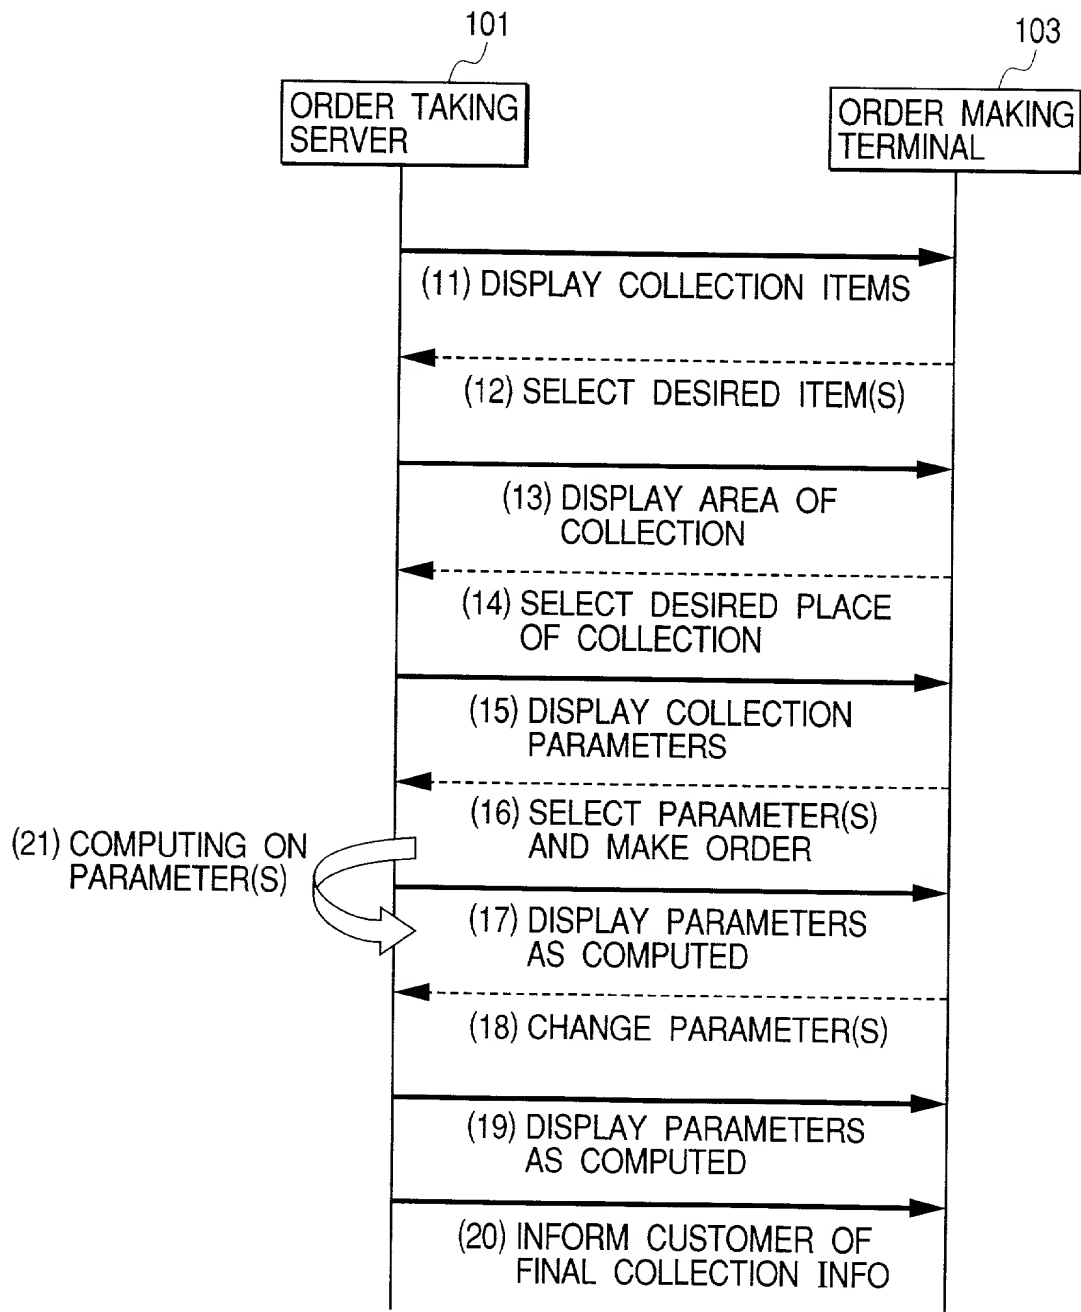 101
103
ORDER TAKING
SERVER
ORDER MAKING
TERMINAL
(11) DISPLAY COLLECTION ITEMS
(12) SELECT DESIRED ITEM(S)
(13) DISPLAY AREA OF
COLLECTION
(14) SELECT DESIRED PLACE
OF COLLECTION
(15) DISPLAY COLLECTION
PARAMETERS
(16) SELECT PARAMETER(S)
AND MAKE ORDER
(21) COMPUTING ON
PARAMETER(S)
(17) DISPLAY PARAMETERS
AS COMPUTED
(18) CHANGE PARAMETER(S)
(19) DISPLAY PARAMETERS
AS COMPUTED
(20) INFORM CUSTOMER OF
FINAL COLLECTION INFO